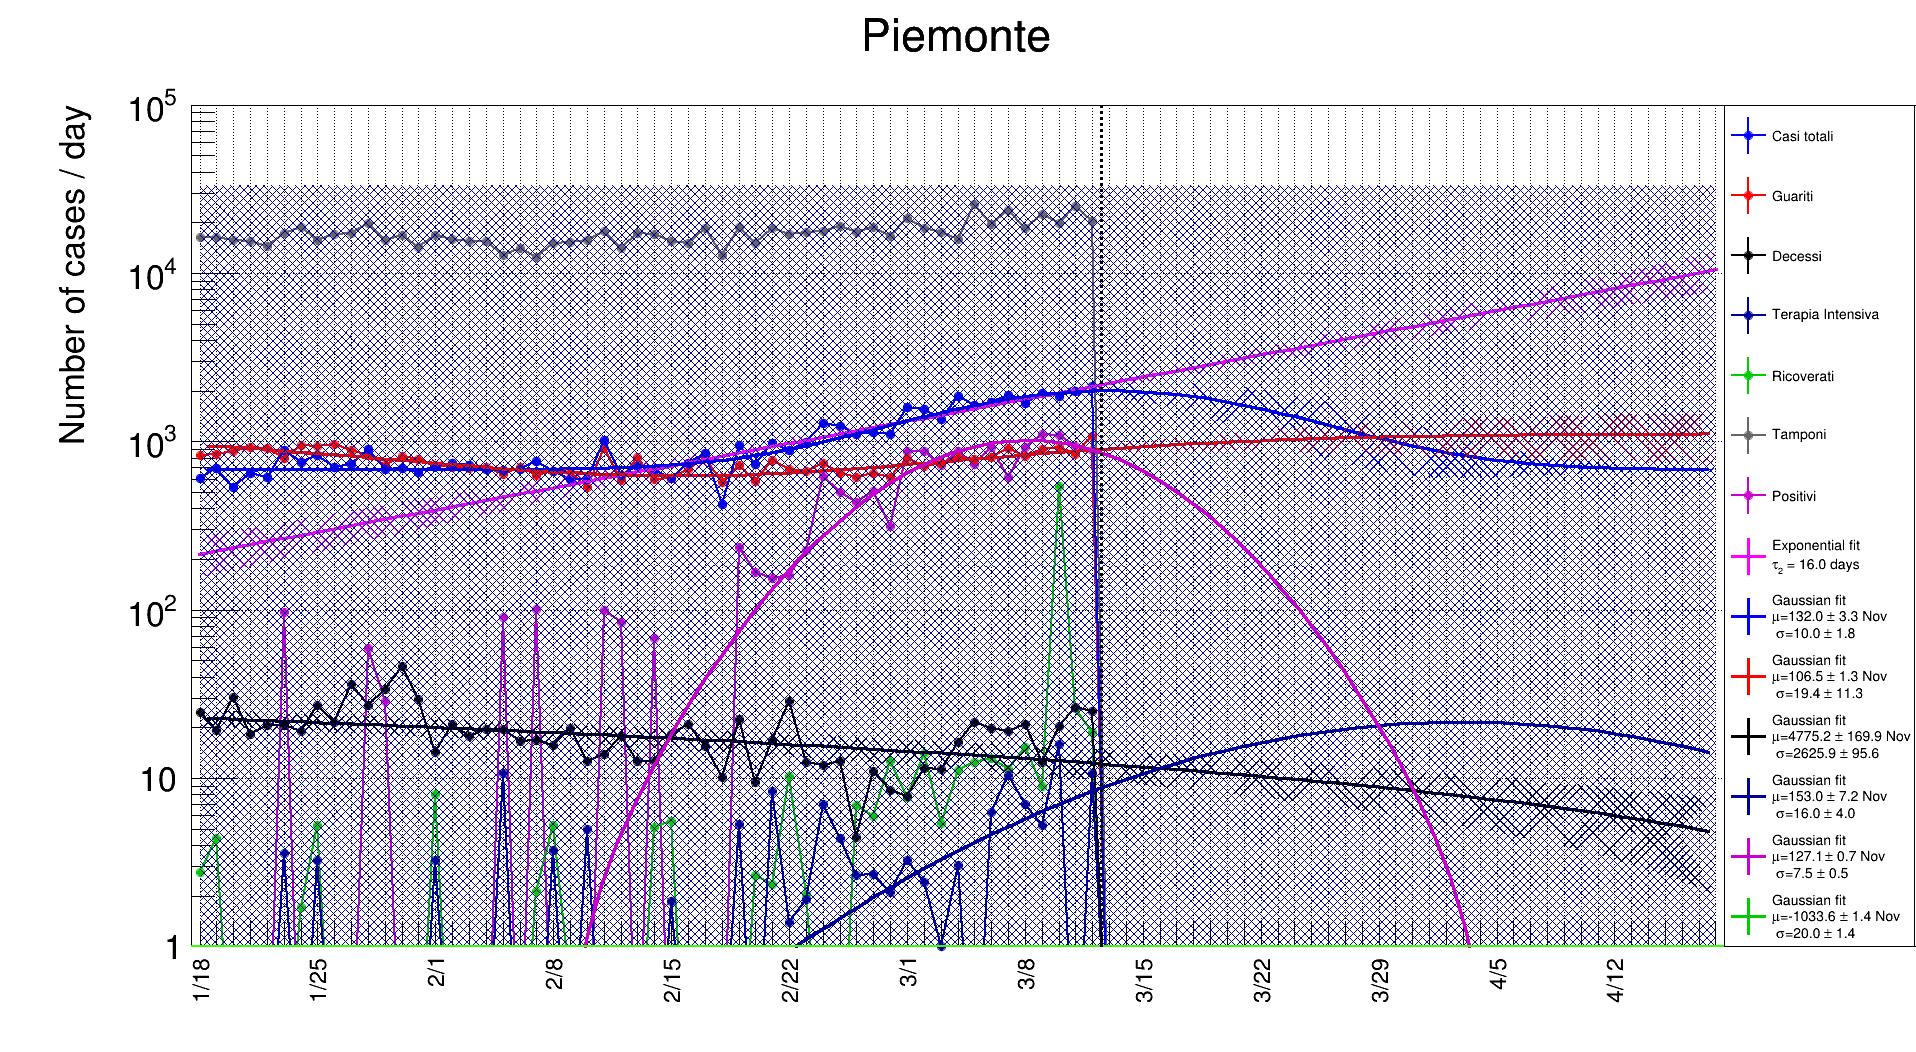 Piemonte
Number of cases / day
10^5
10^4
10^3
10^2
10
1
1/18
1/25
2/1
2/8
2/15
2/22
3/1
3/8
3/15
3/22
3/29
4/5
4/12
Casi totali
Guariti
Decessi
Terapia Intensiva
Ricoverati
Tamponi
Positivi
Exponential fit
τ₂ = 16.0 days
Gaussian fit
μ=132.0 ± 3.3 Nov
σ=10.0 ± 1.8
Gaussian fit
μ=106.5 ± 1.3 Nov
σ=19.4 ± 11.3
Gaussian fit
μ=4775.2 ± 169.9 Nov
σ=2625.9 ± 95.6
Gaussian fit
μ=153.0 ± 7.2 Nov
σ=16.0 ± 4.0
Gaussian fit
μ=127.1 ± 0.7 Nov
σ=7.5 ± 0.5
Gaussian fit
μ=-1033.6 ± 1.4 Nov
σ=20.0 ± 1.4